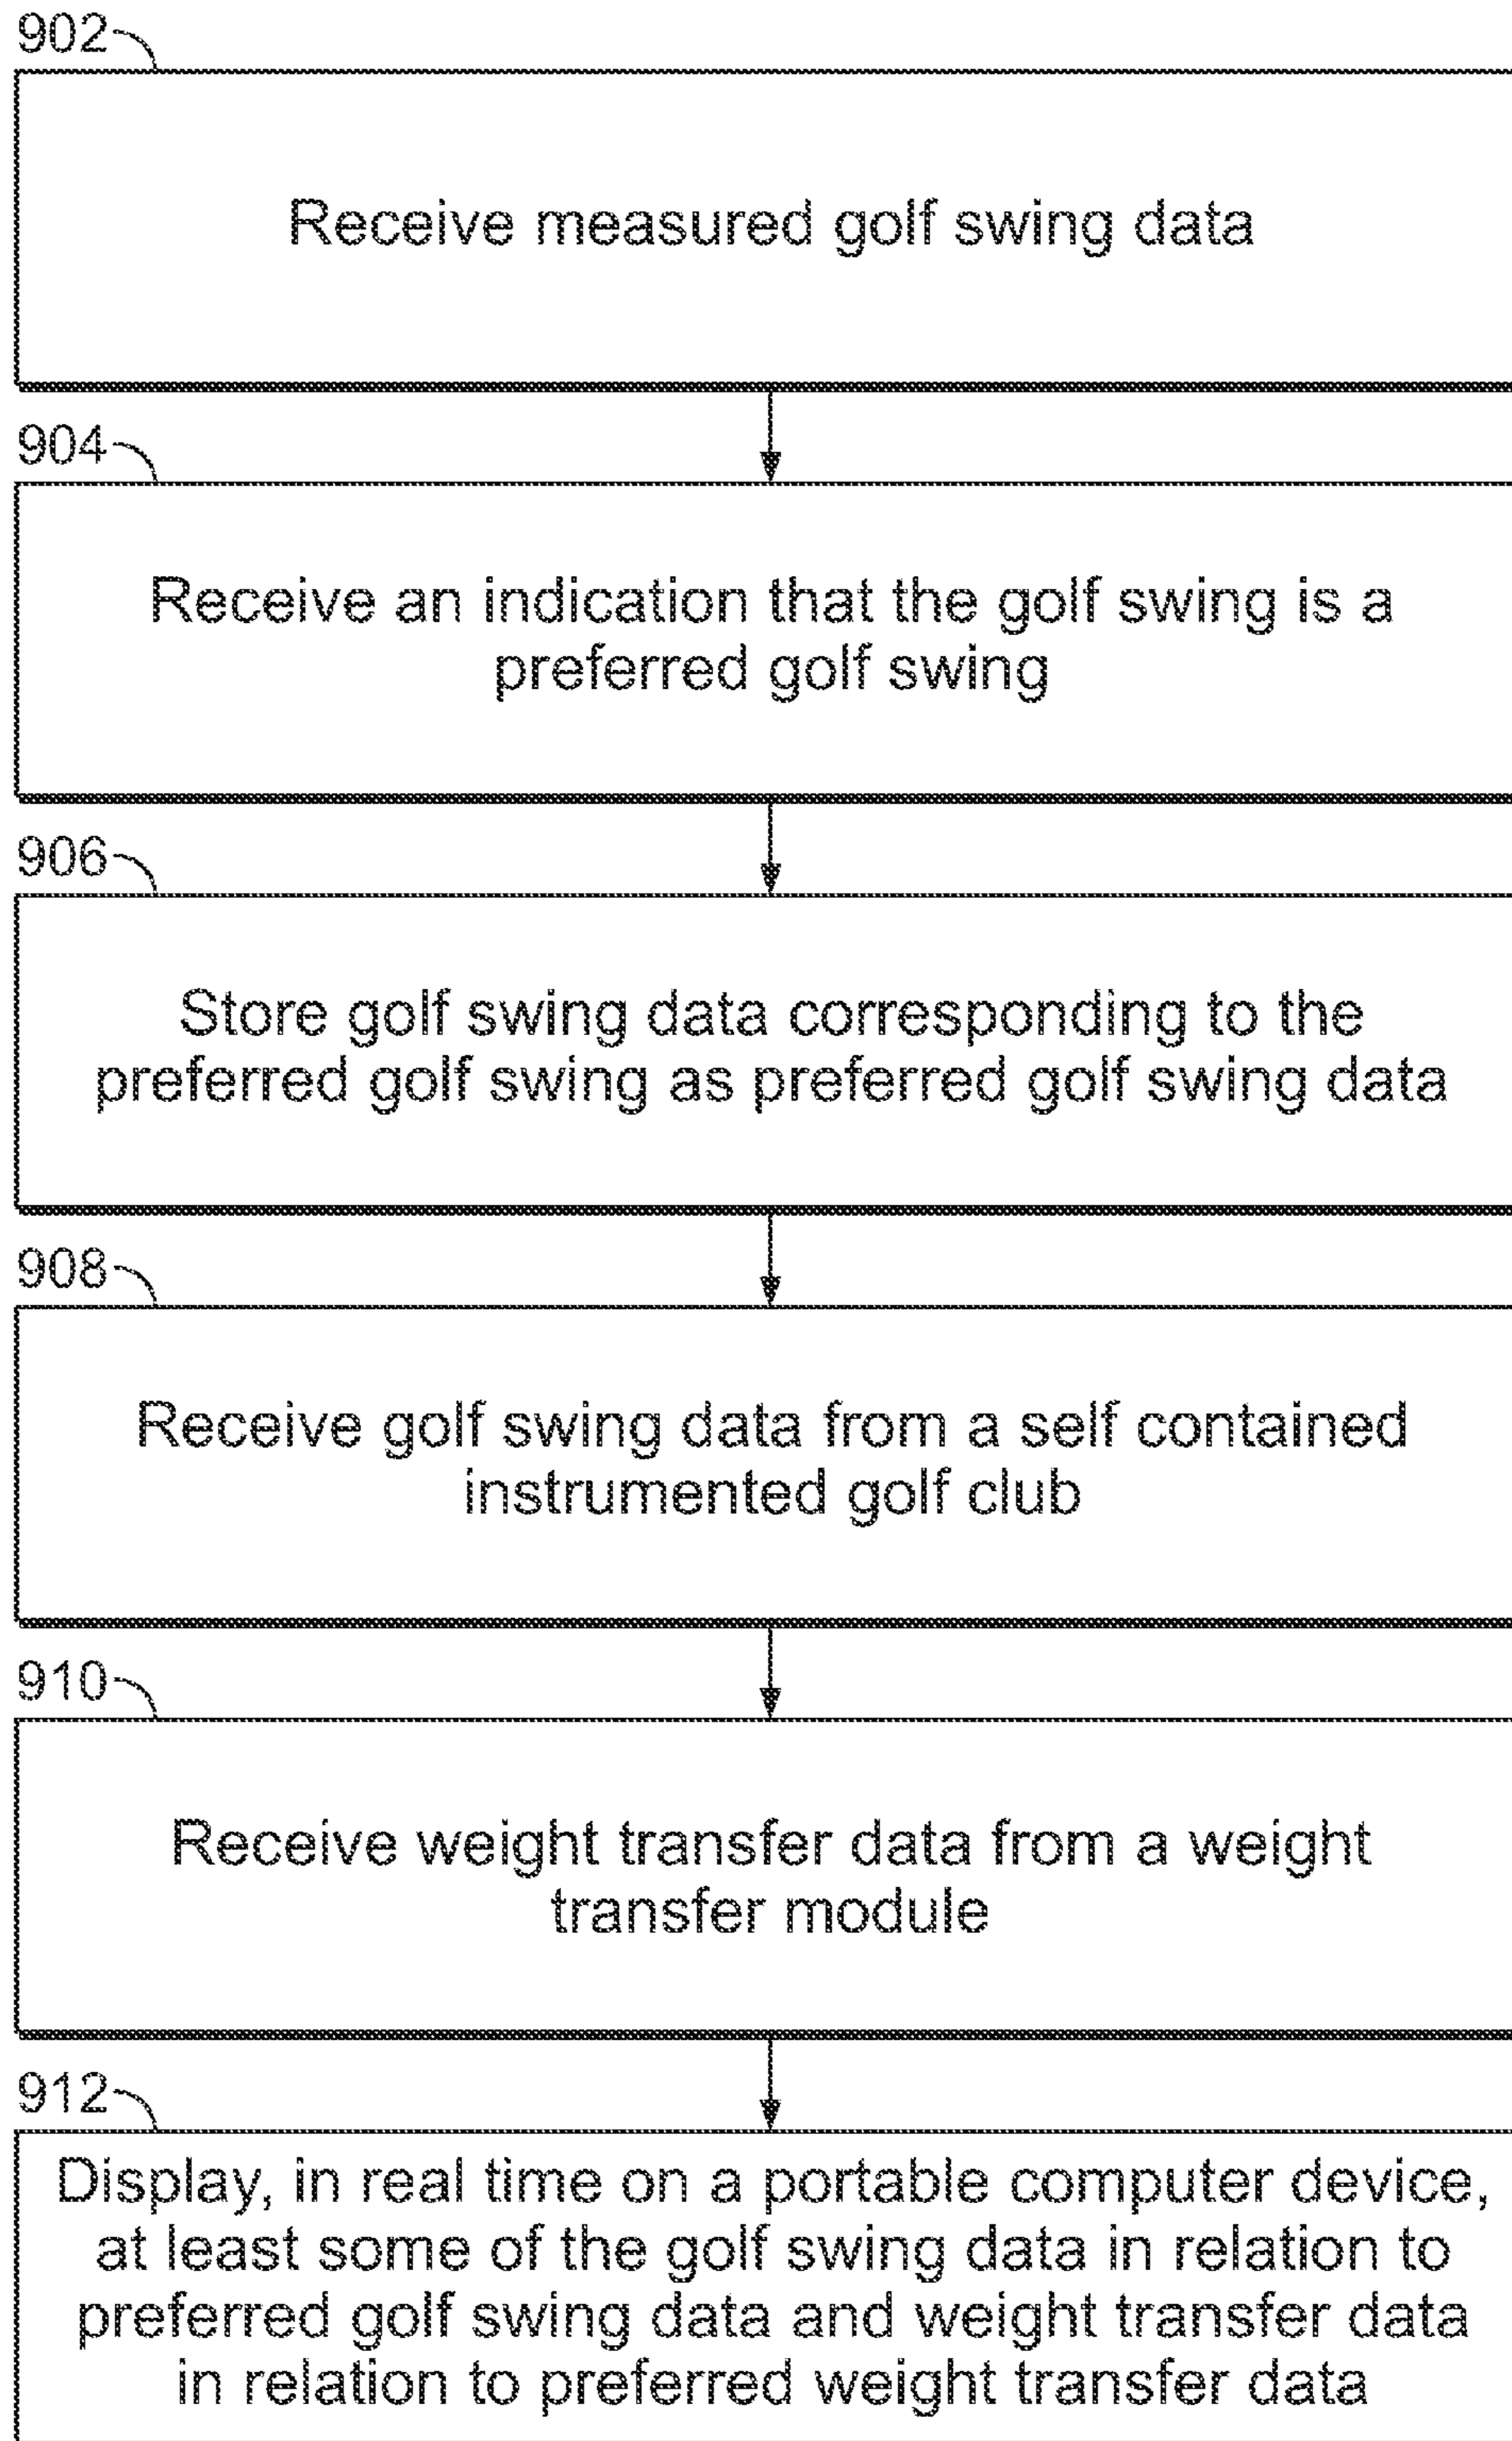 902
Receive measured golf swing data
904
Receive an indication that the golf swing is a
preferred golf swing
906
Store golf swing data corresponding to the
preferred golf swing as preferred golf swing data
908
Receive golf swing data from a self contained
instrumented golf club
910
Receive weight transfer data from a weight
transfer module
912
Display, in real time on a portable computer device,
at least some of the golf swing data in relation to
preferred golf swing data and weight transfer data
in relation to preferred weight transfer data